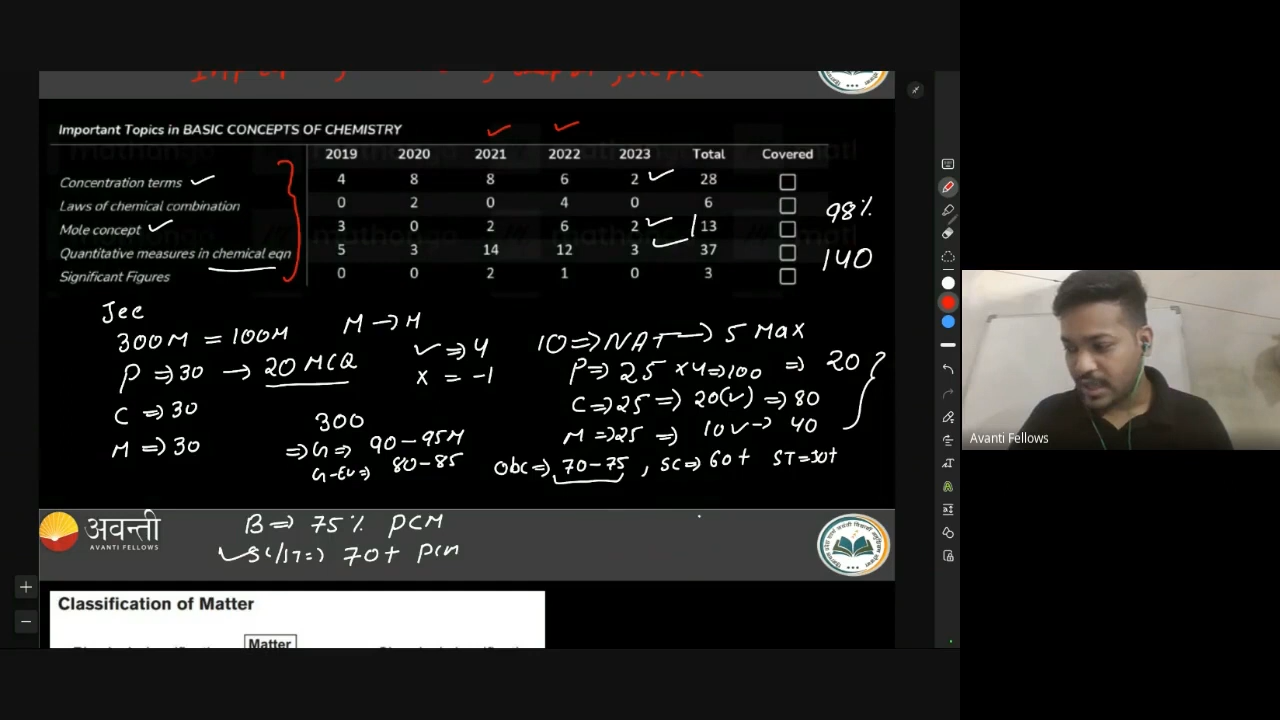 Important Topics in BASIC CONCEPTS OF CHEMISTRY
2019 2020 2021 2022 2023 Total Covered
Concentration terms 4 8 8 6 2 28
Laws of chemical combination 0 2 0 4 0 6
Mole concept 3 0 2 6 2 13
Quantitative measures in chemical eqn 5 3 14 12 3 37
Significant Figures 0 0 2 1 0 3
98%
140
Jee
300M = 100M
P => 30 → 20 MCQ
C => 30
M => 30
M → M
✓ => 4
x = -1
300
=> G => 90-95M
G-EW => 80-85
10 => NAT → 5 Max
P => 25 x 4 => 100 => 20
C => 25 => 20(✓) => 80
M => 25 => 10✓ → 40
Obc => 70-75, SC => 60+ ST = 50+
B => 75% PCM
✓ SC/ST => 70+ PCM
अवन्ती
AVANTI FELLOWS
Classification of Matter
Matter
Avanti Fellows